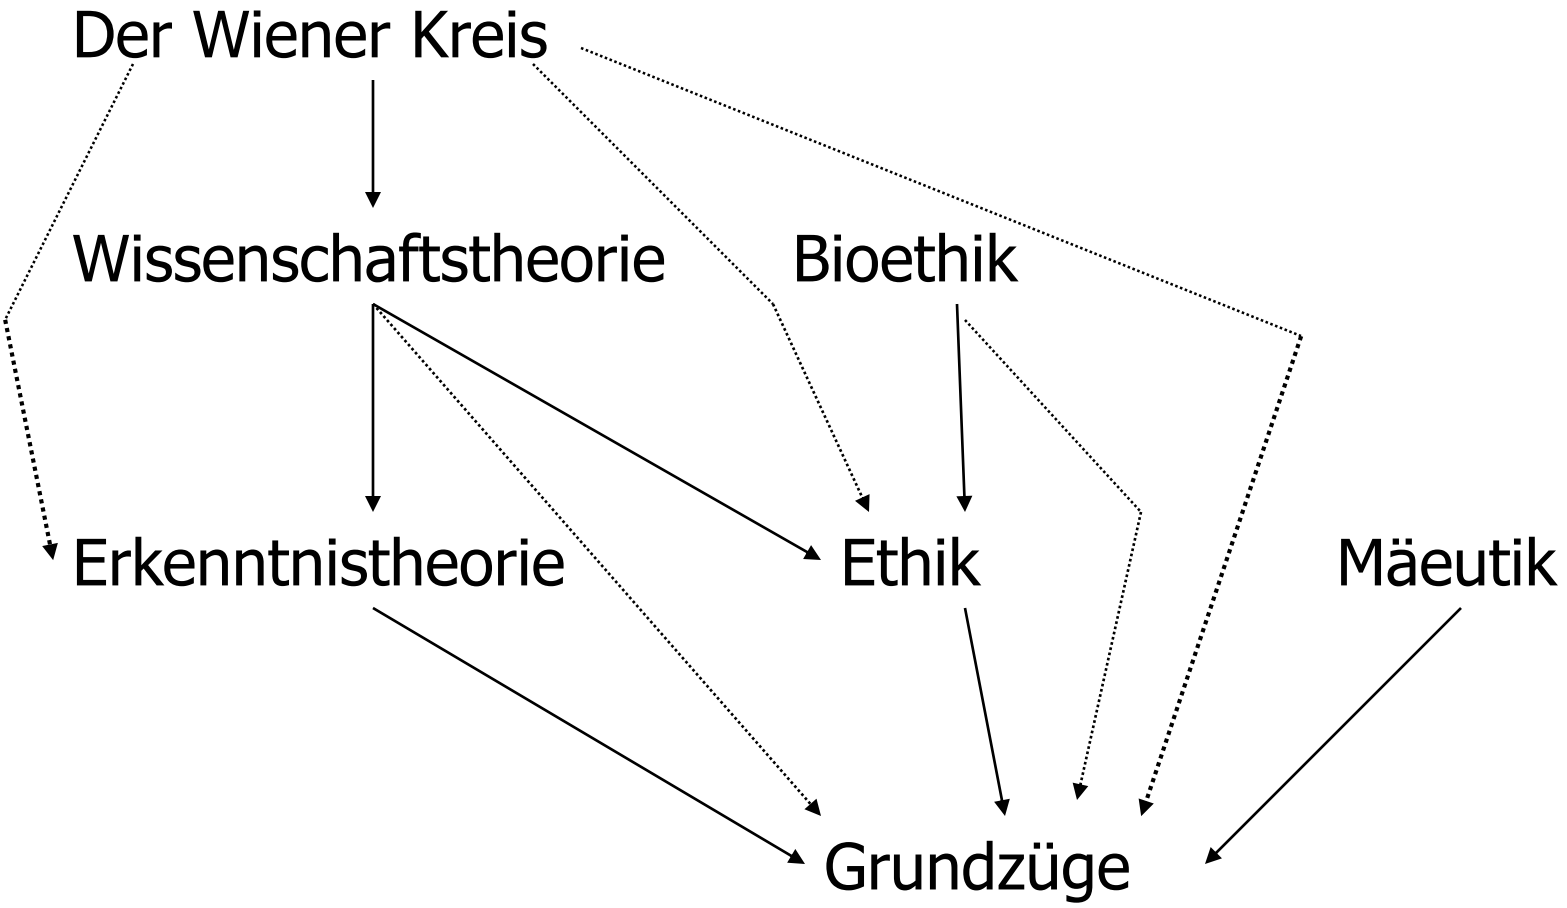 Der Wiener Kreis
Wissenschaftstheorie
Bioethik
Erkenntnistheorie
Ethik
Mäeutik
Grundzüge